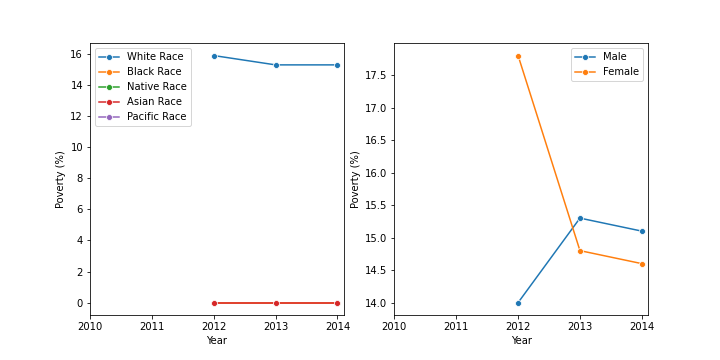 16
14
12
10
8
6
4
2
0
Poverty (%)
White Race
Black Race
Native Race
Asian Race
Pacific Race
2010 2011 2012 2013 2014
Year
17.5
17.0
16.5
16.0
15.5
15.0
14.5
14.0
Poverty (%)
Male
Female
2010 2011 2012 2013 2014
Year